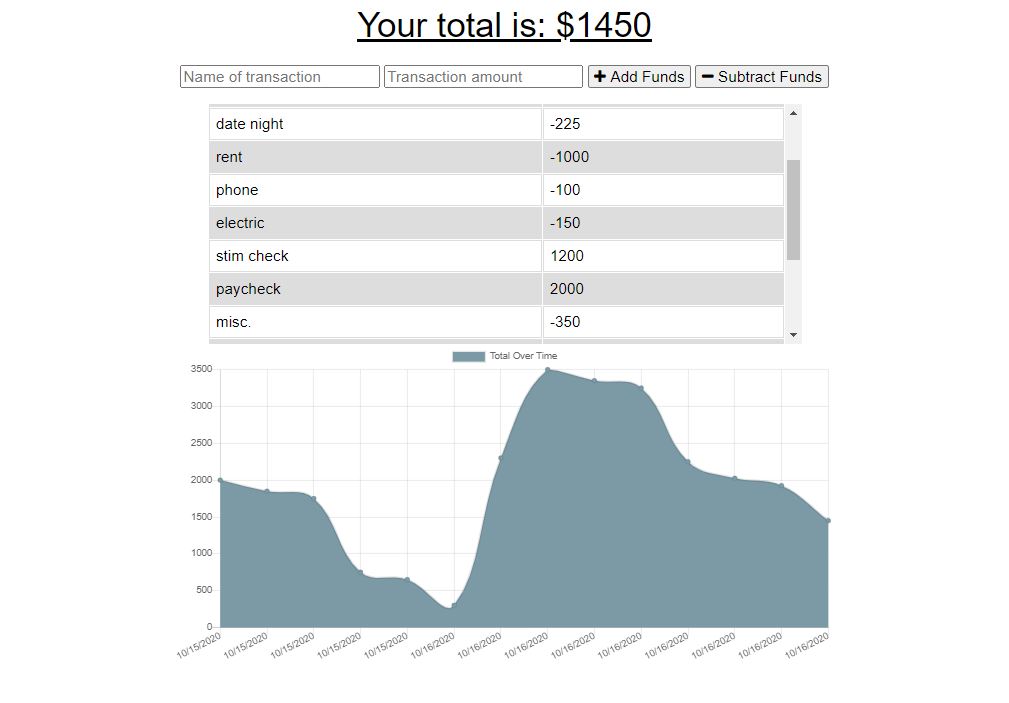 Your total is: $1450
Name of transaction Transaction amount Add Funds Subtract Funds
date night -225
rent -1000
phone -100
electric -150
stim check 1200
paycheck 2000
misc. -350
Total Over Time
3500
3000
2500
2000
1500
1000
500
0
10/15/2020 10/15/2020 10/15/2020 10/15/2020 10/15/2020 10/16/2020 10/16/2020 10/16/2020 10/16/2020 10/16/2020 10/16/2020 10/16/2020 10/16/2020 10/16/2020